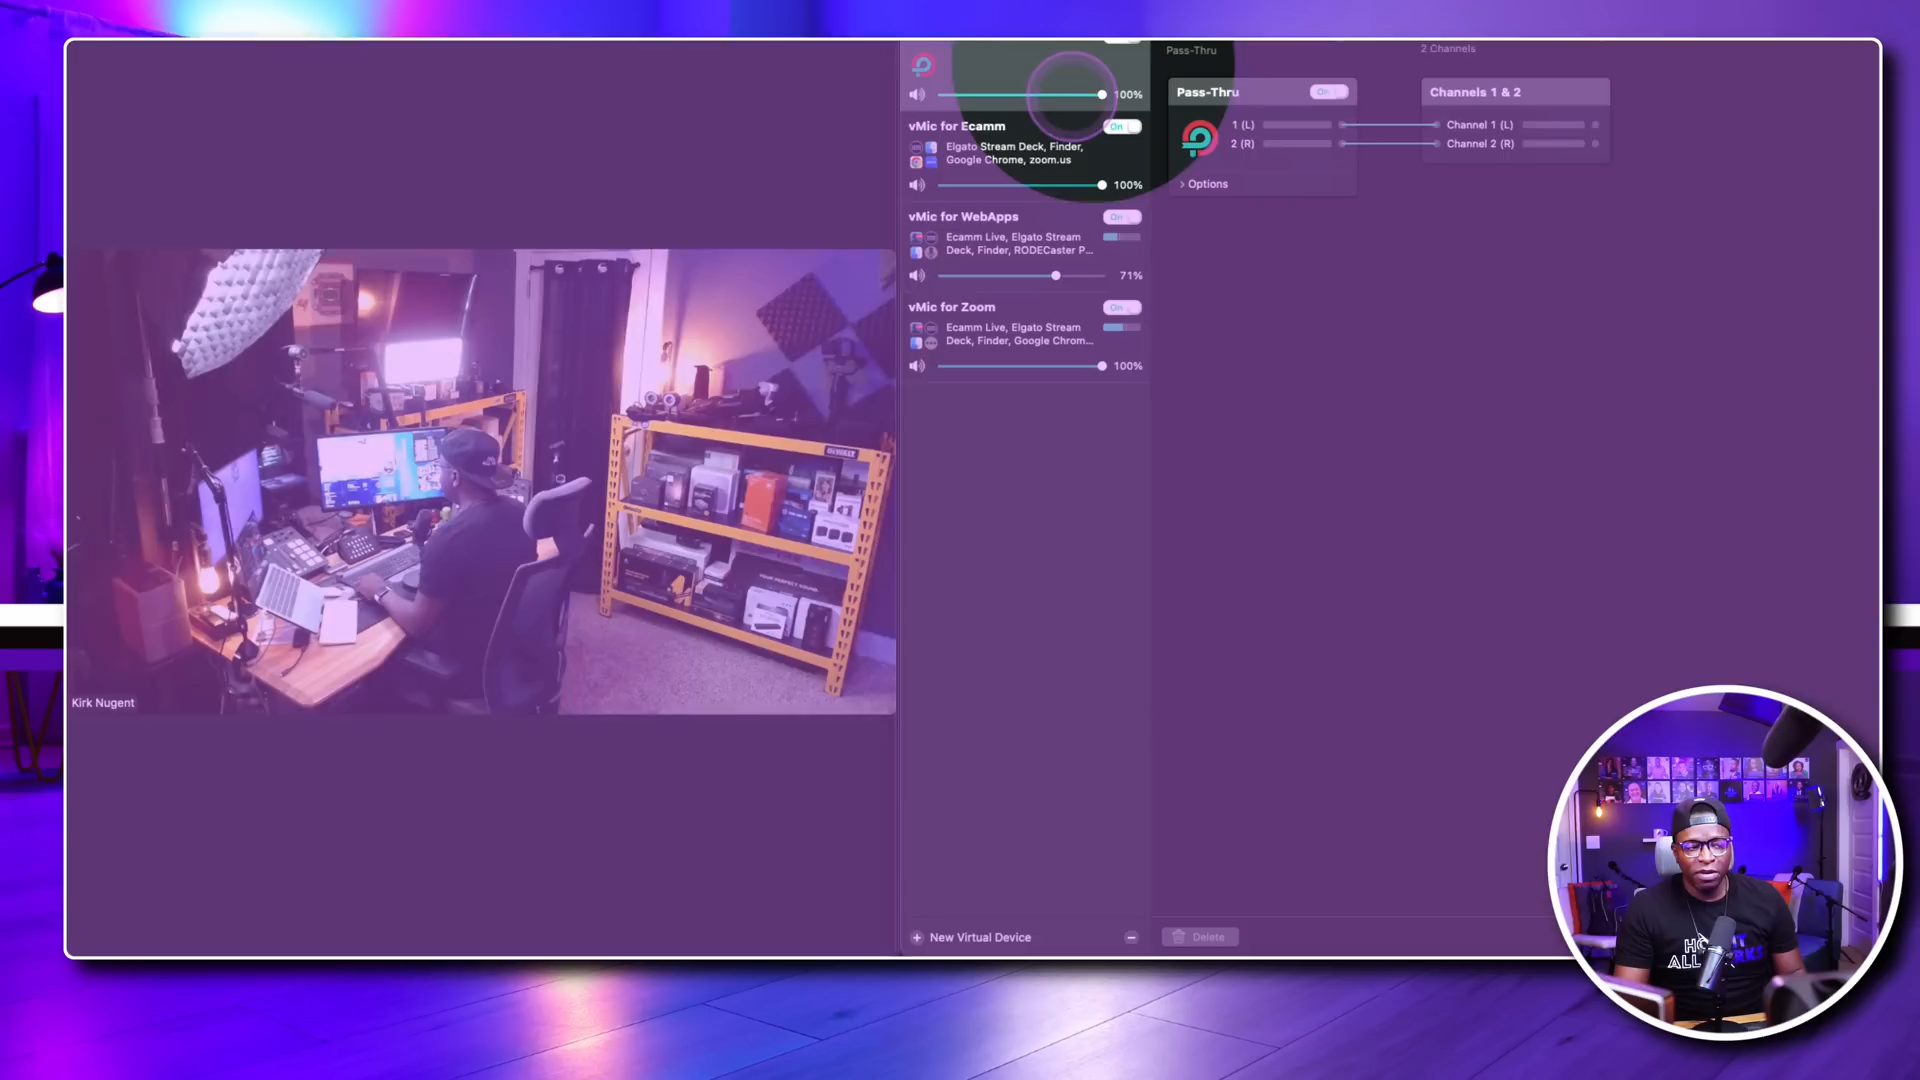 100%
vMic for Ecamm
On
Elgato Stream Deck, Finder,
Google Chrome, zoom.us
100%
vMic for WebApps
On
Ecamm Live, Elgato Stream
Deck, Finder, RODECaster P...
71%
vMic for Zoom
On
Ecamm Live, Elgato Stream
Deck, Finder, Google Chrom...
100%
New Virtual Device
Pass-Thru
2 Channels
Pass-Thru
On
1 (L)
2 (R)
Options
Channels 1 & 2
Channel 1 (L)
Channel 2 (R)
Delete
Kirk Nugent